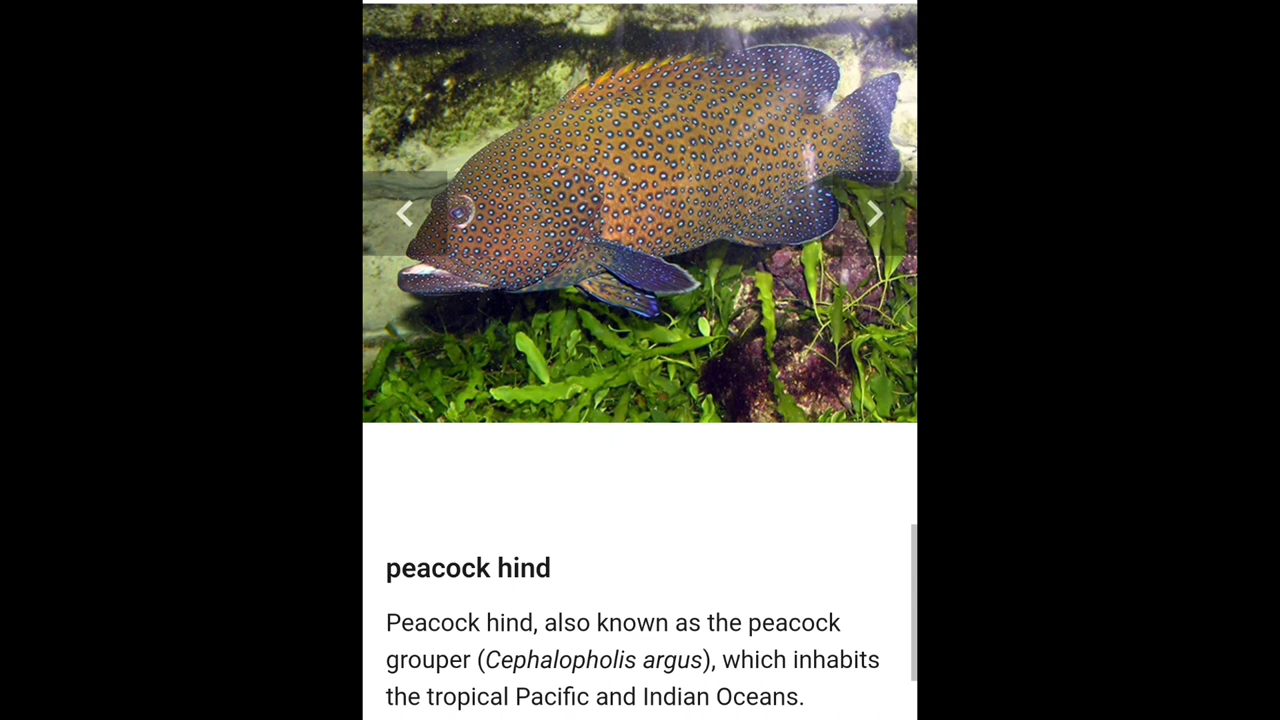 peacock hind
Peacock hind, also known as the peacock
grouper (Cephalopholis argus), which inhabits
the tropical Pacific and Indian Oceans.